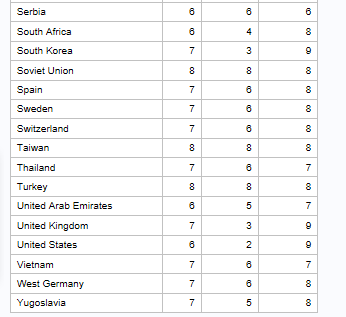 Serbia 6 6 6
South Africa 6 4 8
South Korea 7 3 9
Soviet Union 8 8 8
Spain 7 6 8
Sweden 7 6 8
Switzerland 7 6 8
Taiwan 8 8 8
Thailand 7 6 7
Turkey 8 8 8
United Arab Emirates 6 5 7
United Kingdom 7 3 9
United States 6 2 9
Vietnam 7 6 7
West Germany 7 6 8
Yugoslavia 7 5 8